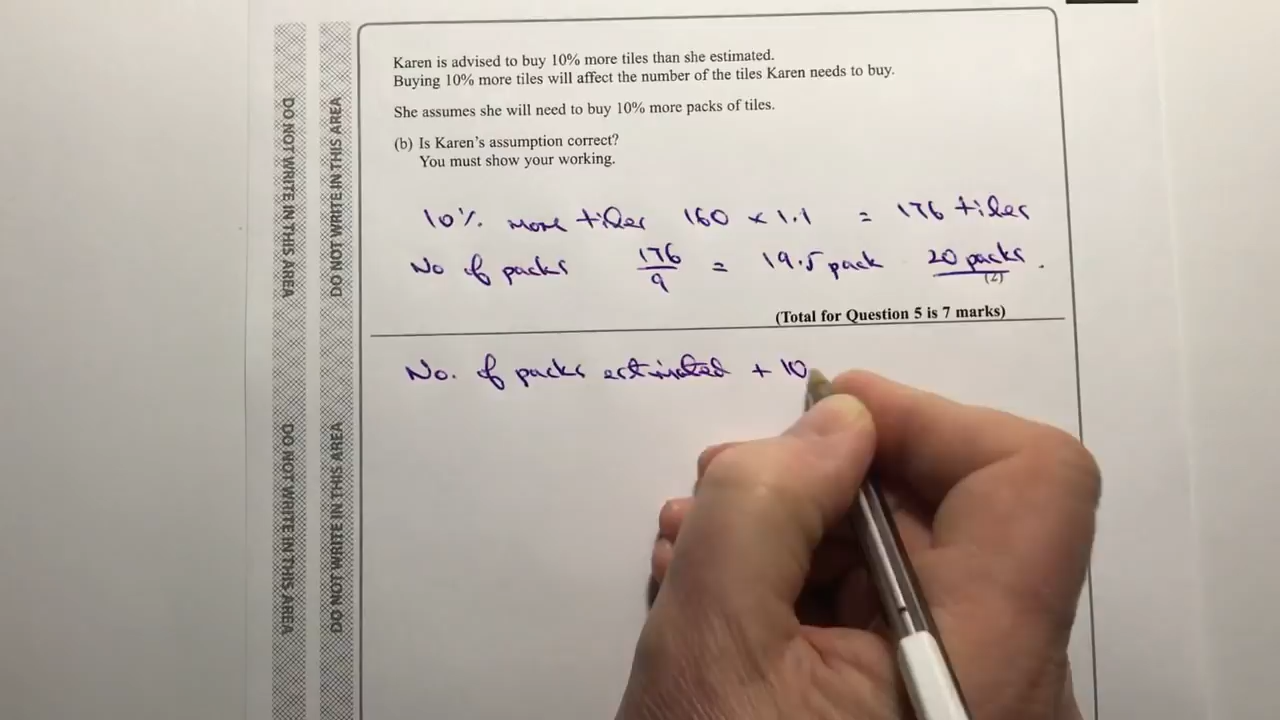 Karen is advised to buy 10% more tiles than she estimated.
Buying 10% more tiles will affect the number of the tiles Karen needs to buy.
She assumes she will need to buy 10% more packs of tiles.
(b) Is Karen's assumption correct?
You must show your working.
10% more tiles 160 × 1.1 = 176 tiles
No of packs 176/9 = 19.5 pack 20 packs.
(2)
(Total for Question 5 is 7 marks)
No. of packs estimated + 10
DO NOT WRITE IN THIS AREA
DO NOT WRITE IN THIS AREA
DO NOT WRITE IN THIS AREA
DO NOT WRITE IN THIS AREA